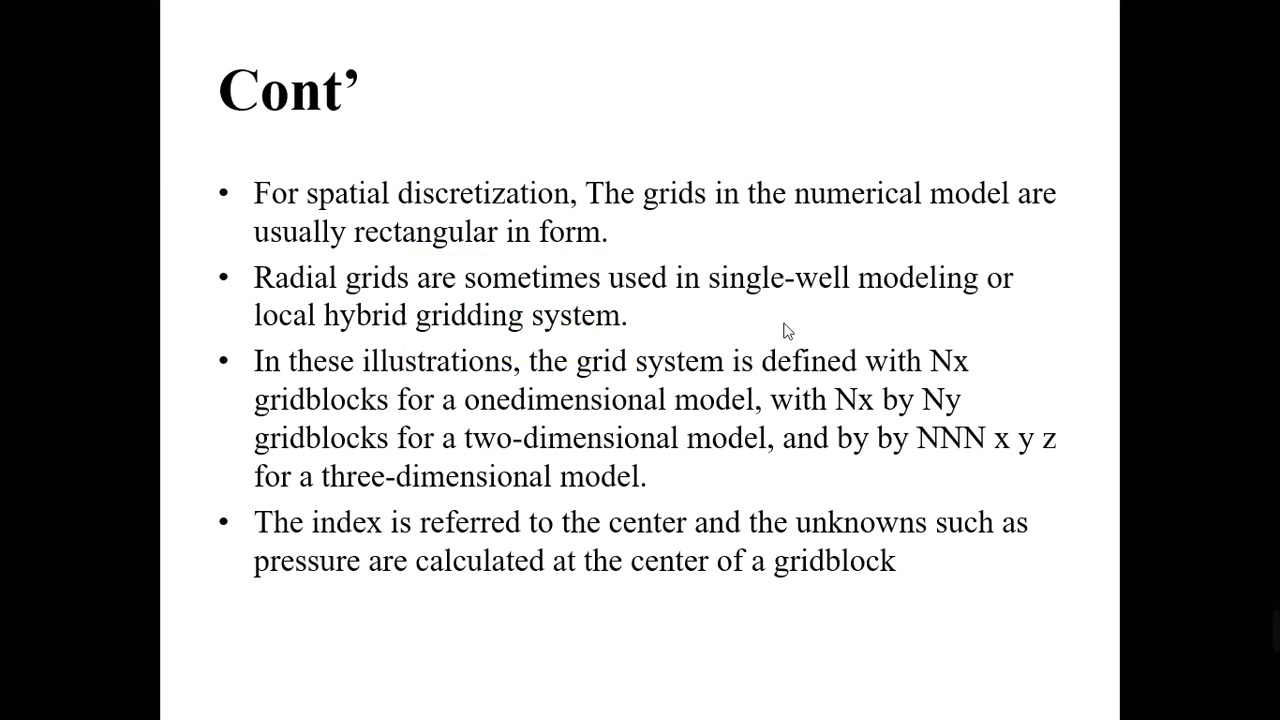 Cont’
• For spatial discretization, The grids in the numerical model are
usually rectangular in form.
• Radial grids are sometimes used in single-well modeling or
local hybrid gridding system.
• In these illustrations, the grid system is defined with Nx
gridblocks for a onedimensional model, with Nx by Ny
gridblocks for a two-dimensional model, and by by NNN x y z
for a three-dimensional model.
• The index is referred to the center and the unknowns such as
pressure are calculated at the center of a gridblock